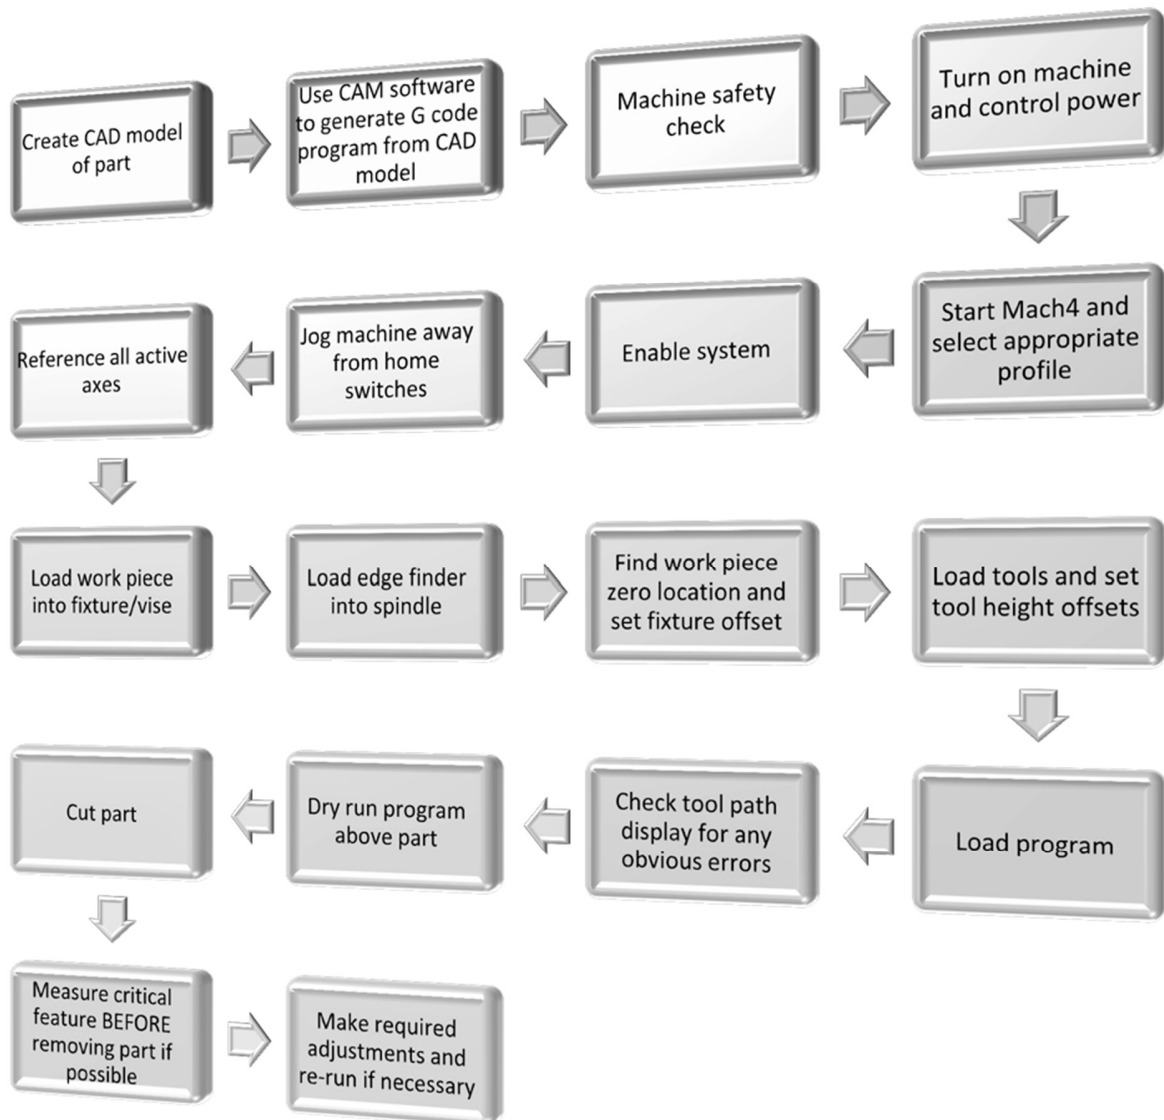 Create CAD model
of part
Use CAM software
to generate G code
program from CAD
model
Machine safety
check
Turn on machine
and control power
Start Mach4 and
select appropriate
profile
Enable system
Jog machine away
from home
switches
Reference all active
axes
Load work piece
into fixture/vise
Load edge finder
into spindle
Find work piece
zero location and
set fixture offset
Load tools and set
tool height offsets
Load program
Check tool path
display for any
obvious errors
Dry run program
above part
Cut part
Measure critical
feature BEFORE
removing part if
possible
Make required
adjustments and
re-run if necessary